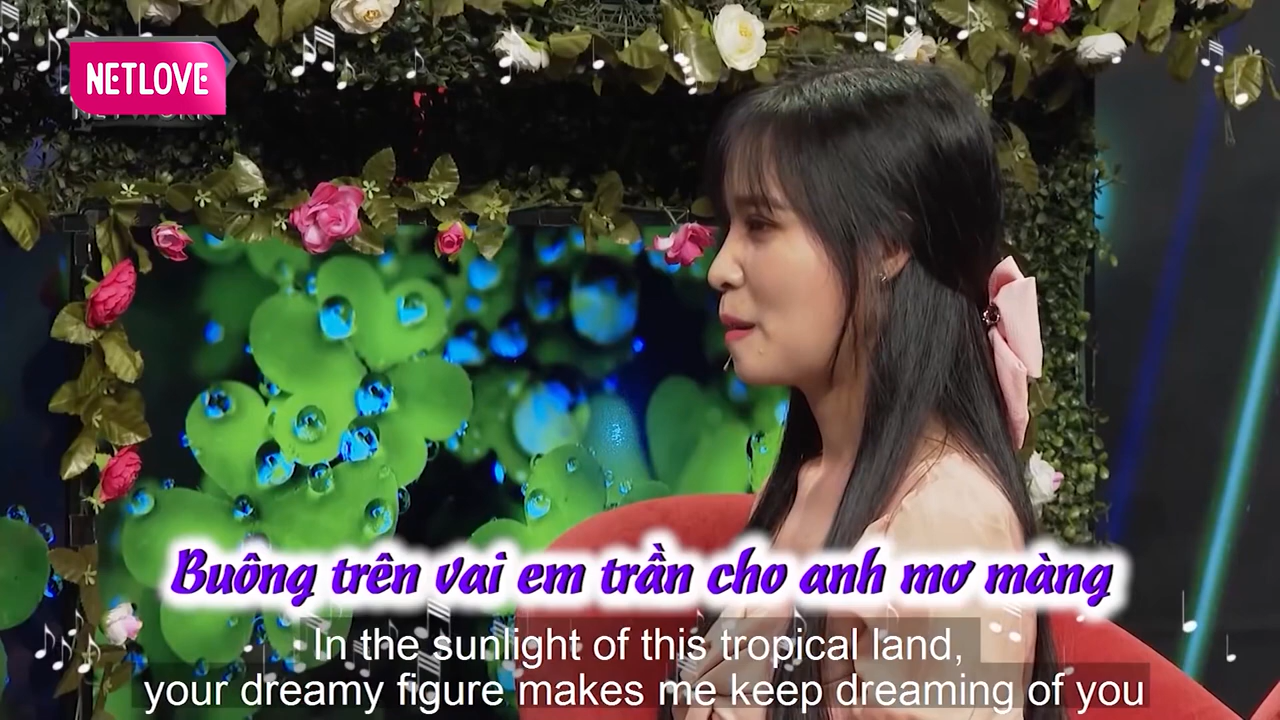 NETLOVE
NETWORK
Buông trên vai em trần cho anh mơ màng
In the sunlight of this tropical land,
your dreamy figure makes me keep dreaming of you